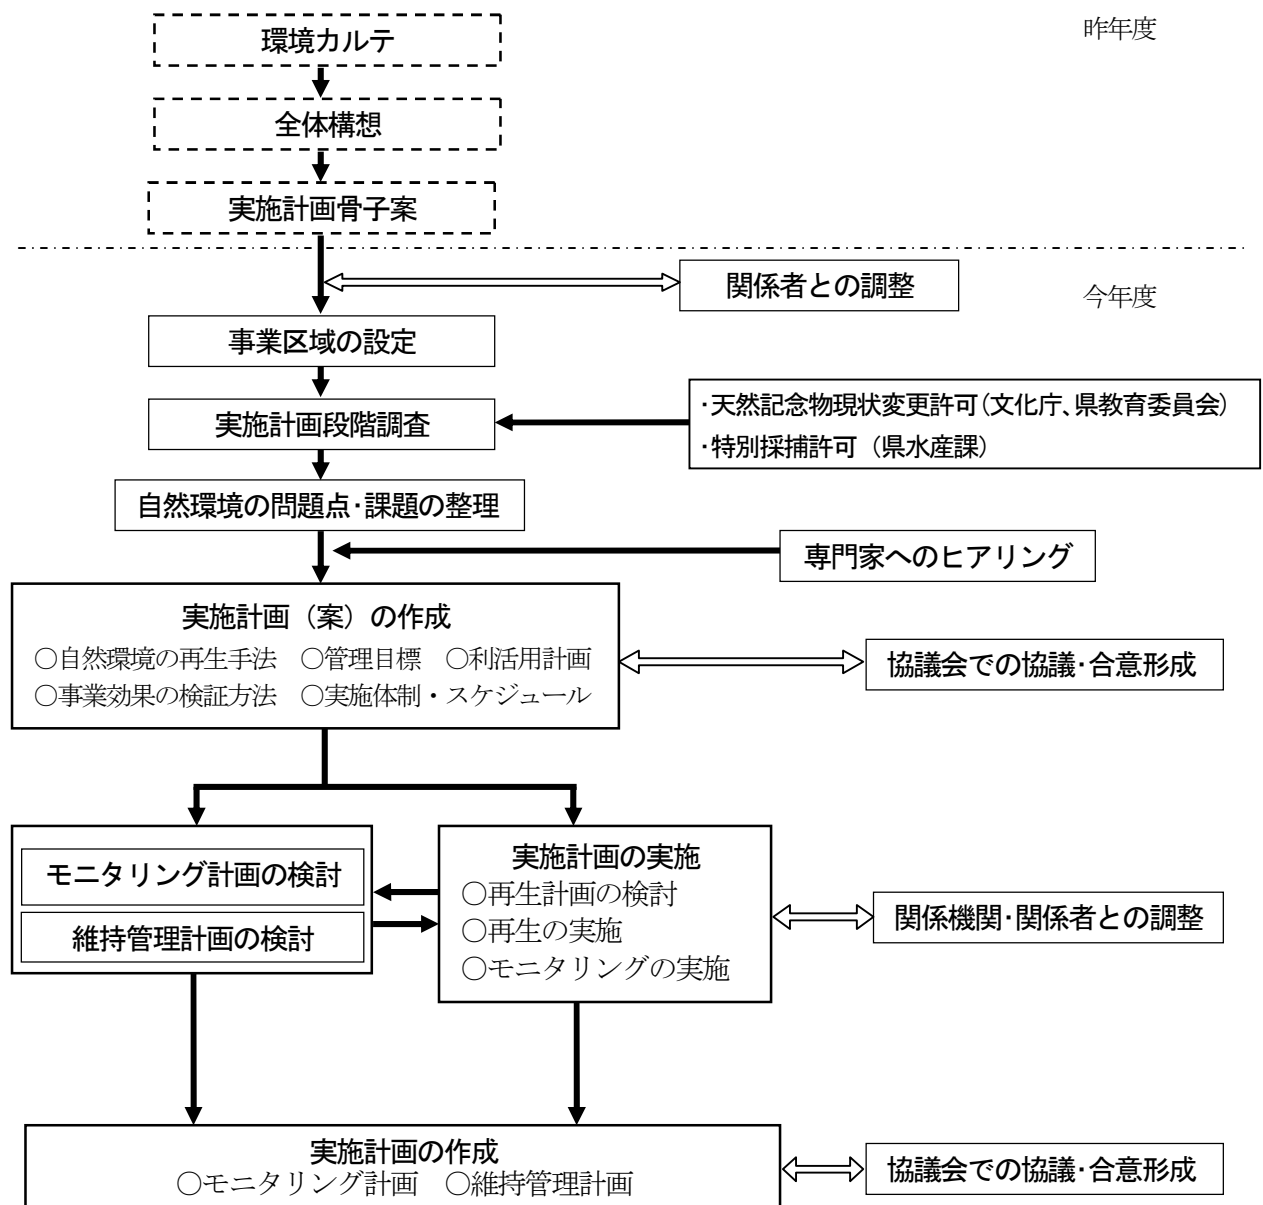 環境カルテ
昨年度
全体構想
実施計画骨子案
関係者との調整
今年度
事業区域の設定
実施計画段階調査
・天然記念物現状変更許可（文化庁、県教育委員会）
・特別採捕許可（県水産課）
自然環境の問題点・課題の整理
専門家へのヒアリング
実施計画（案）の作成
○自然環境の再生手法 ○管理目標 ○利活用計画
○事業効果の検証方法 ○実施体制・スケジュール
協議会での協議・合意形成
モニタリング計画の検討
維持管理計画の検討
実施計画の実施
○再生計画の検討
○再生の実施
○モニタリングの実施
関係機関・関係者との調整
実施計画の作成
○モニタリング計画 ○維持管理計画
協議会での協議・合意形成